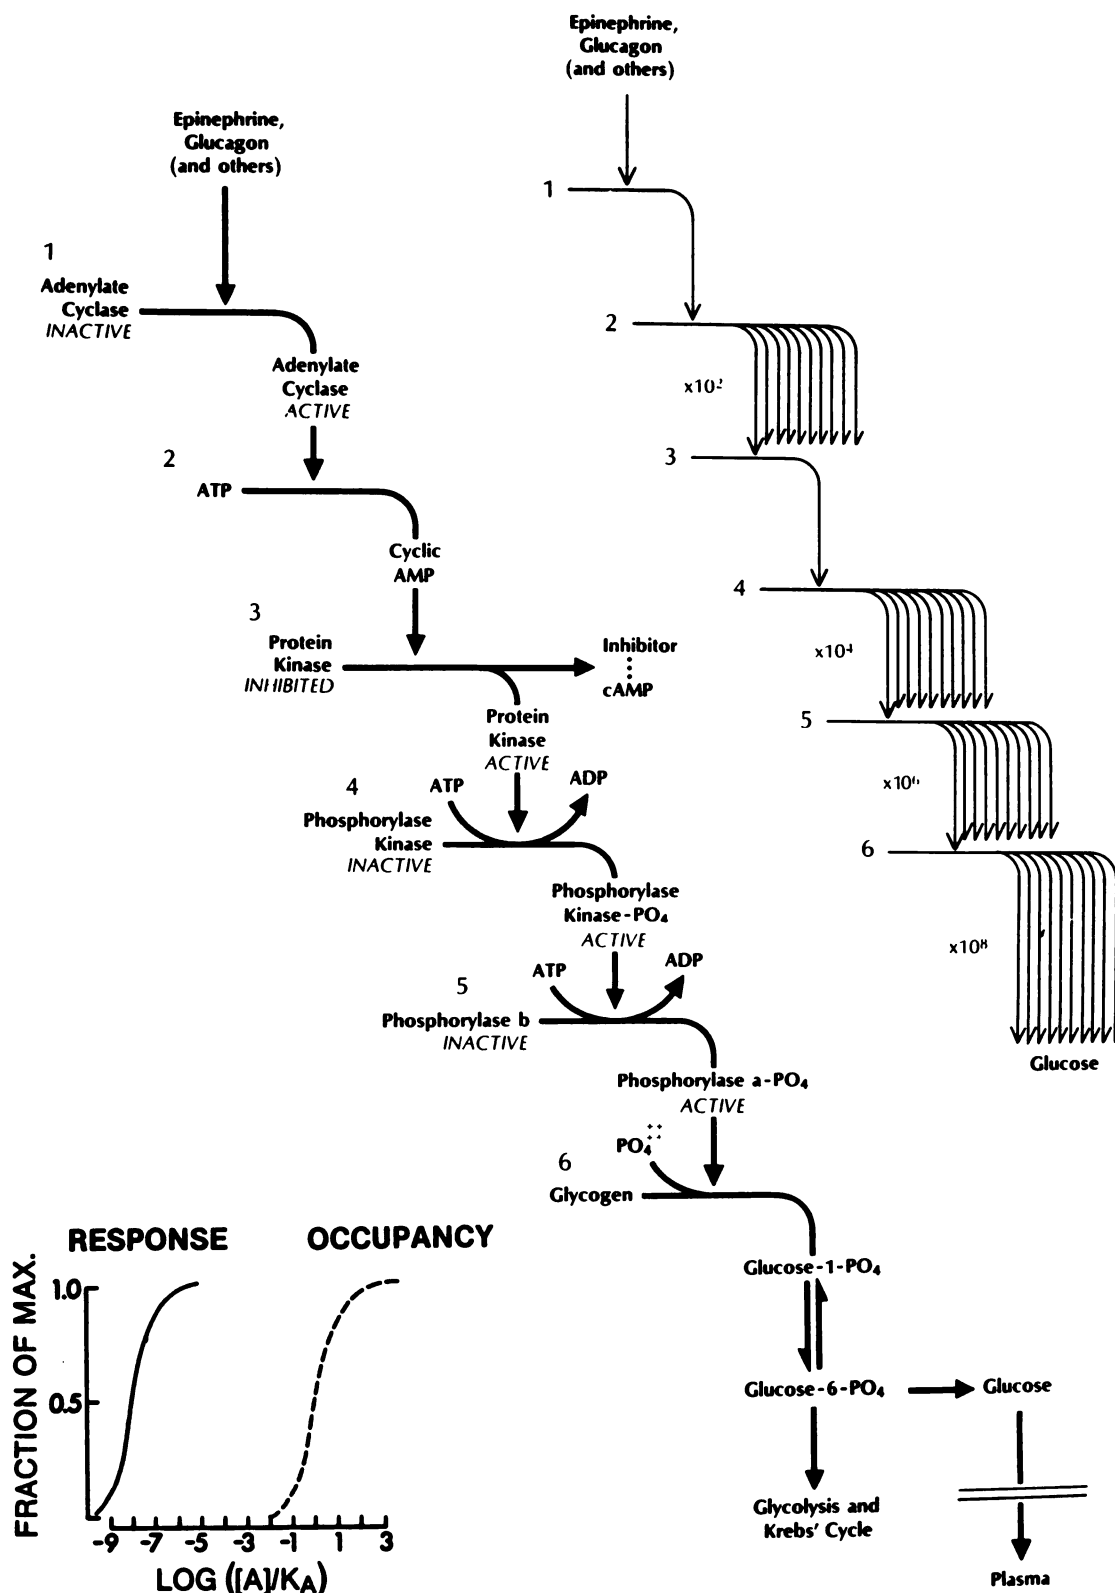 Epinephrine,
Glucagon
(and others)
1
Adenylate
Cyclase
INACTIVE
Adenylate
Cyclase
ACTIVE
2
ATP
Cyclic
AMP
3
Protein
Kinase
INHIBITED
Inhibitor
cAMP
Protein
Kinase
ACTIVE
4
ATP
ADP
Phosphorylase
Kinase
INACTIVE
Phosphorylase
Kinase-PO₄
ACTIVE
5
ATP
ADP
Phosphorylase b
INACTIVE
Phosphorylase a-PO₄
ACTIVE
PO₄
6
Glycogen
Glucose-1-PO₄
Glucose-6-PO₄
Glucose
Glycolysis and
Krebs' Cycle
Plasma
Epinephrine,
Glucagon
(and others)
1
2
x10²
3
4
x10⁴
5
x10⁶
6
x10⁸
Glucose
RESPONSE OCCUPANCY
FRACTION OF MAX.
1.0
0.5
-9 -7 -5 -3 -1 1 3
LOG ([A]/K_A)